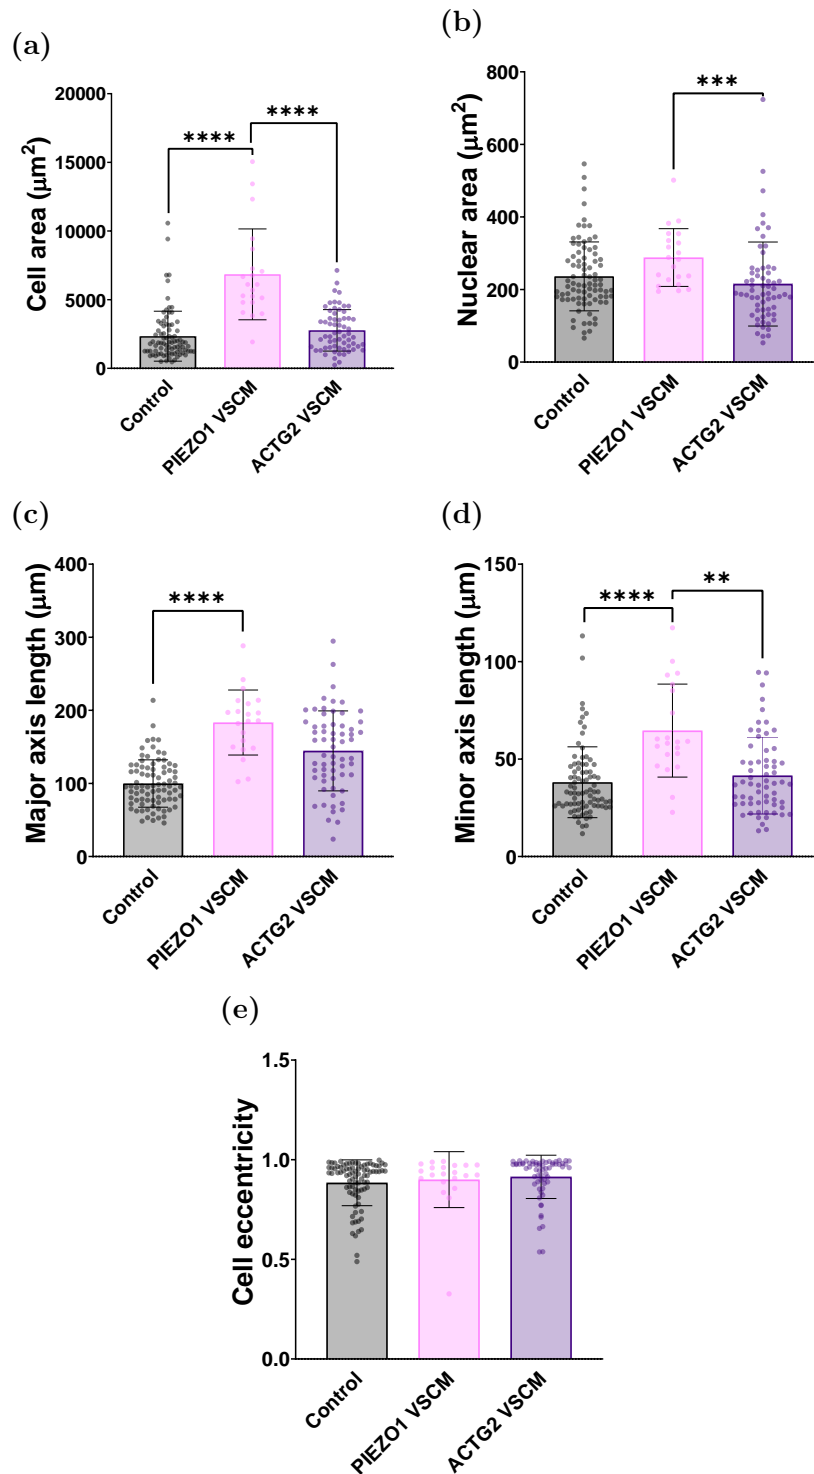 (a)
Cell area (μm²)
20000
15000
10000
5000
0
****
****
Control
PIEZO1 VSCM
ACTG2 VSCM
(b)
Nuclear area (μm²)
800
600
400
200
0
***
Control
PIEZO1 VSCM
ACTG2 VSCM
(c)
Major axis length (μm)
400
300
200
100
0
****
Control
PIEZO1 VSCM
ACTG2 VSCM
(d)
Minor axis length (μm)
150
100
50
0
****
**
Control
PIEZO1 VSCM
ACTG2 VSCM
(e)
Cell eccentricity
1.5
1.0
0.5
0.0
Control
PIEZO1 VSCM
ACTG2 VSCM